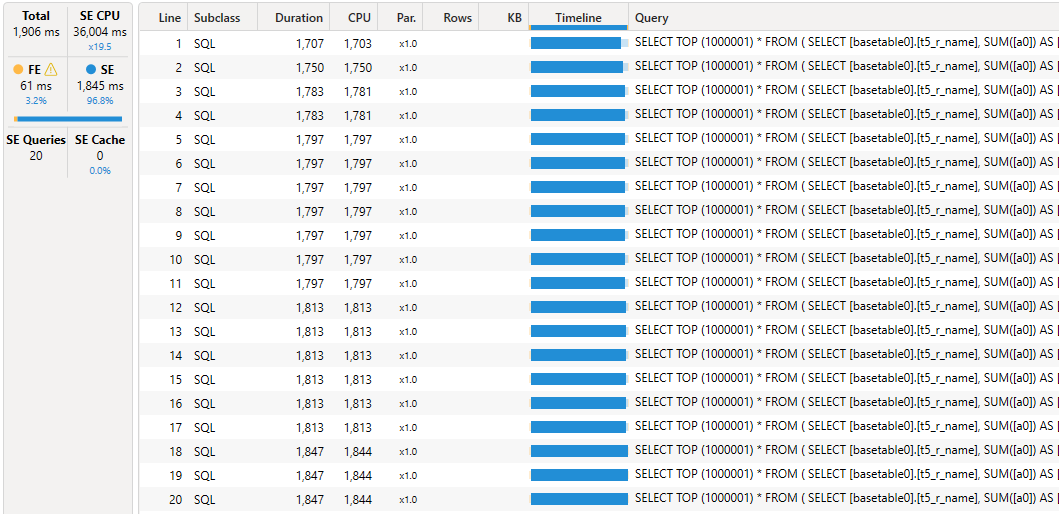 Total SE CPU
1,906 ms 36,004 ms
x19.5
FE SE
61 ms 1,845 ms
3.2% 96.8%
SE Queries SE Cache
20 0
0.0%
Line Subclass Duration CPU Par. Rows KB Timeline Query
1 SQL 1,707 1,703 x1.0 SELECT TOP (1000001) * FROM ( SELECT [basetable0].[t5_r_name], SUM([a0]) AS [
2 SQL 1,750 1,750 x1.0 SELECT TOP (1000001) * FROM ( SELECT [basetable0].[t5_r_name], SUM([a0]) AS [
3 SQL 1,783 1,781 x1.0 SELECT TOP (1000001) * FROM ( SELECT [basetable0].[t5_r_name], SUM([a0]) AS [
4 SQL 1,783 1,781 x1.0 SELECT TOP (1000001) * FROM ( SELECT [basetable0].[t5_r_name], SUM([a0]) AS [
5 SQL 1,797 1,797 x1.0 SELECT TOP (1000001) * FROM ( SELECT [basetable0].[t5_r_name], SUM([a0]) AS [
6 SQL 1,797 1,797 x1.0 SELECT TOP (1000001) * FROM ( SELECT [basetable0].[t5_r_name], SUM([a0]) AS [
7 SQL 1,797 1,797 x1.0 SELECT TOP (1000001) * FROM ( SELECT [basetable0].[t5_r_name], SUM([a0]) AS [
8 SQL 1,797 1,797 x1.0 SELECT TOP (1000001) * FROM ( SELECT [basetable0].[t5_r_name], SUM([a0]) AS [
9 SQL 1,797 1,797 x1.0 SELECT TOP (1000001) * FROM ( SELECT [basetable0].[t5_r_name], SUM([a0]) AS [
10 SQL 1,797 1,797 x1.0 SELECT TOP (1000001) * FROM ( SELECT [basetable0].[t5_r_name], SUM([a0]) AS [
11 SQL 1,797 1,797 x1.0 SELECT TOP (1000001) * FROM ( SELECT [basetable0].[t5_r_name], SUM([a0]) AS [
12 SQL 1,813 1,813 x1.0 SELECT TOP (1000001) * FROM ( SELECT [basetable0].[t5_r_name], SUM([a0]) AS [
13 SQL 1,813 1,813 x1.0 SELECT TOP (1000001) * FROM ( SELECT [basetable0].[t5_r_name], SUM([a0]) AS [
14 SQL 1,813 1,813 x1.0 SELECT TOP (1000001) * FROM ( SELECT [basetable0].[t5_r_name], SUM([a0]) AS [
15 SQL 1,813 1,813 x1.0 SELECT TOP (1000001) * FROM ( SELECT [basetable0].[t5_r_name], SUM([a0]) AS [
16 SQL 1,813 1,813 x1.0 SELECT TOP (1000001) * FROM ( SELECT [basetable0].[t5_r_name], SUM([a0]) AS [
17 SQL 1,813 1,813 x1.0 SELECT TOP (1000001) * FROM ( SELECT [basetable0].[t5_r_name], SUM([a0]) AS [
18 SQL 1,847 1,844 x1.0 SELECT TOP (1000001) * FROM ( SELECT [basetable0].[t5_r_name], SUM([a0]) AS [
19 SQL 1,847 1,844 x1.0 SELECT TOP (1000001) * FROM ( SELECT [basetable0].[t5_r_name], SUM([a0]) AS [
20 SQL 1,847 1,844 x1.0 SELECT TOP (1000001) * FROM ( SELECT [basetable0].[t5_r_name], SUM([a0]) AS [